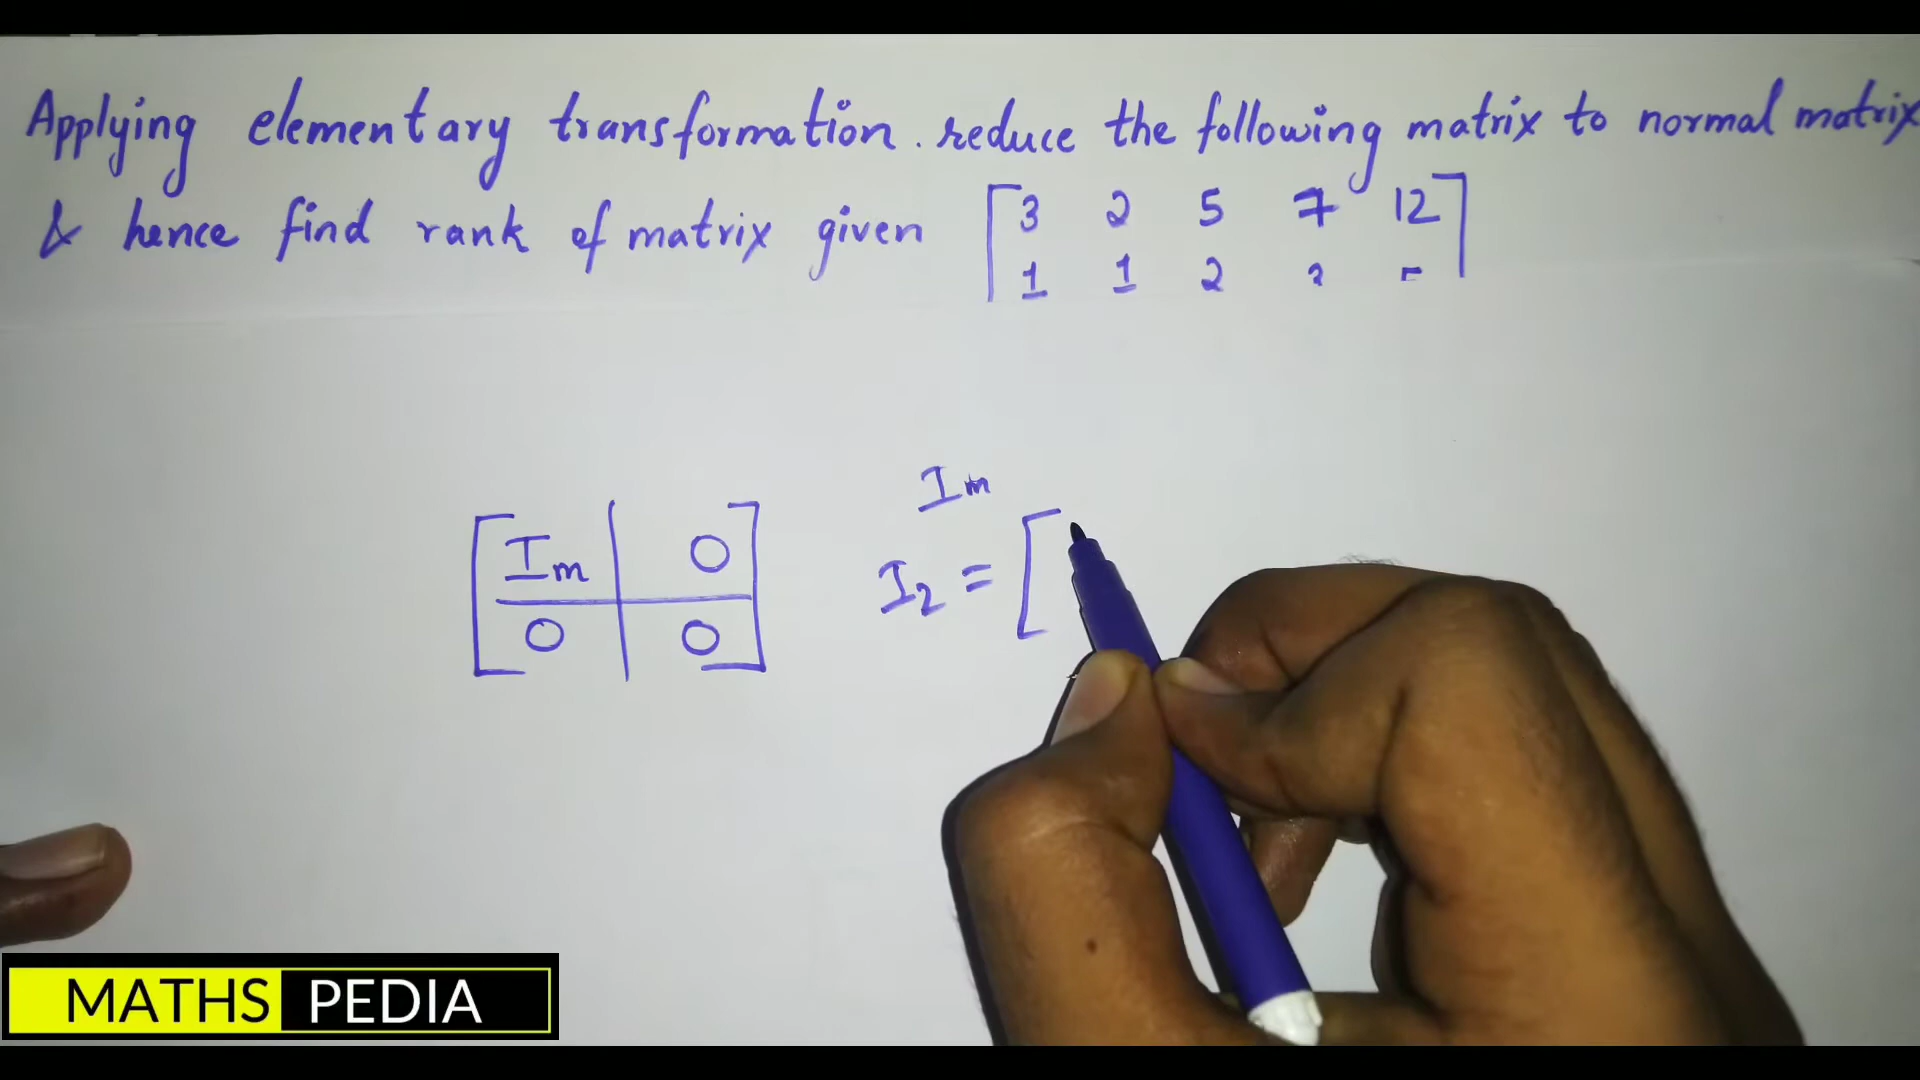 Applying elementary transformation. reduce the following matrix to normal matrix
& hence find rank of matrix given [3 2 5 7 12]
[1 1 2
Im
[Im | 0]
I2 = [
[0 | 0]
MATHS PEDIA